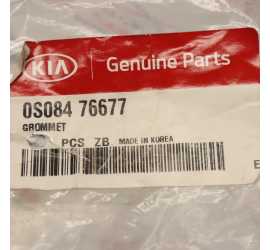 KIA Genuine Parts
0S084 76677
GROMMET
PCS ZB MADE IN KOREA
E